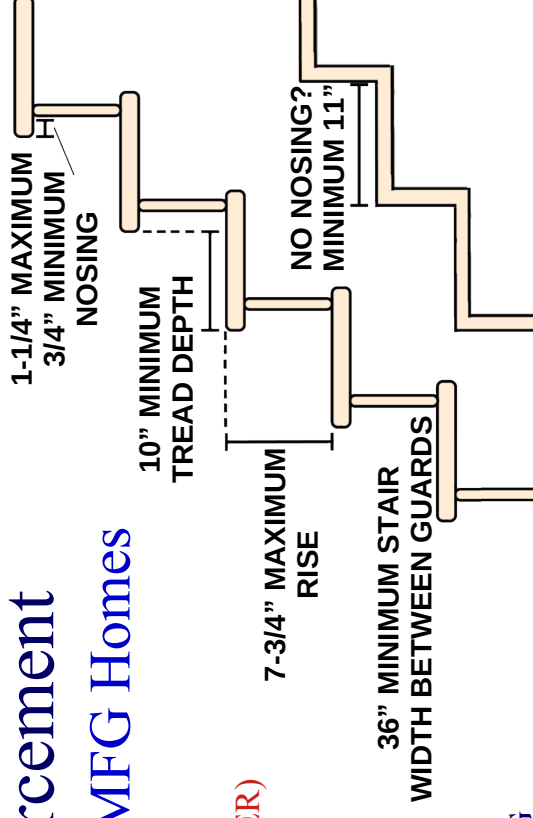 rcement
MFG Homes
ER)
1-1/4” MAXIMUM
3/4” MINIMUM
NOSING
10” MINIMUM
TREAD DEPTH
7-3/4” MAXIMUM
RISE
36” MINIMUM STAIR
WIDTH BETWEEN GUARDS
NO NOSING?
MINIMUM 11”